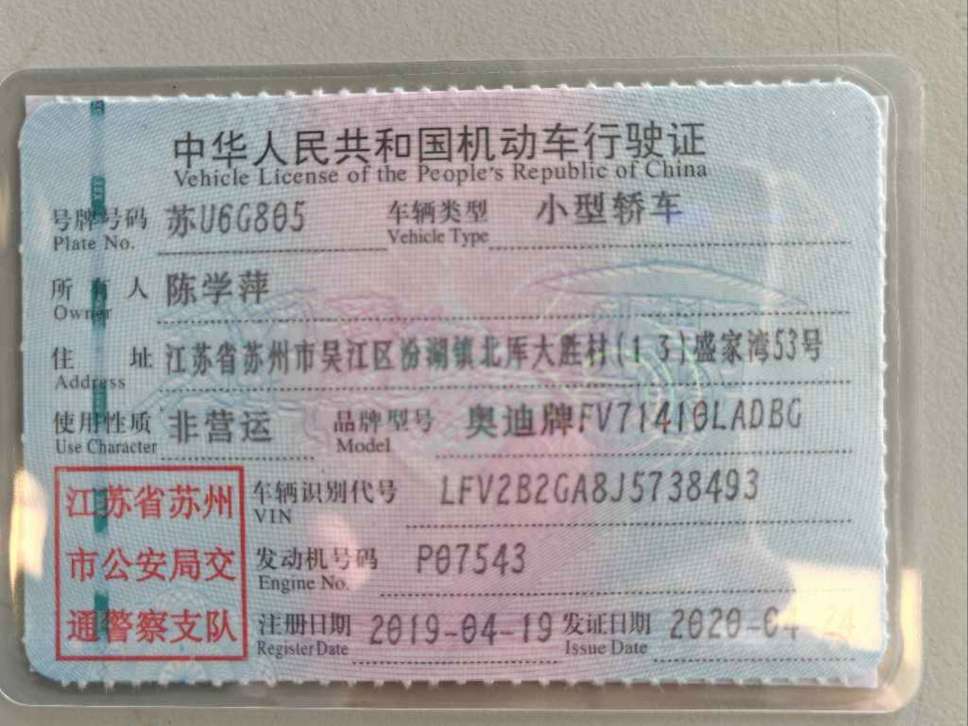 中华人民共和国机动车行驶证
Vehicle License of the People's Republic of China
号牌号码 苏U6G805 车辆类型 小型轿车
Plate No. Vehicle Type
所有人 陈学萍
Owner
住址 江苏省苏州市吴江区汾湖镇北厍大胜村(13)盛家湾53号
Address
使用性质 非营运 品牌型号 奥迪牌FV71410LADBG
Use Character Model
江苏省苏州
市公安局交
通警察支队
车辆识别代号 LFV2B2GA8J5738493
VIN
发动机号码 P07543
Engine No.
注册日期 2019-04-19 发证日期 2020-04-24
Register Date Issue Date